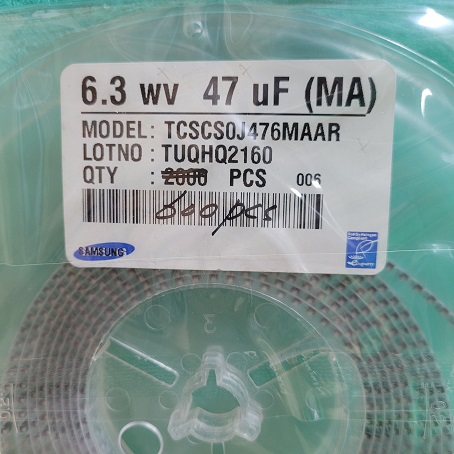 6.3 WV 47 uF (MA)
MODEL: TCSCS0J476MAAR
LOTNO : TUQHQ2160
QTY : 2000 PCS 006
600pcs
SAMSUNG